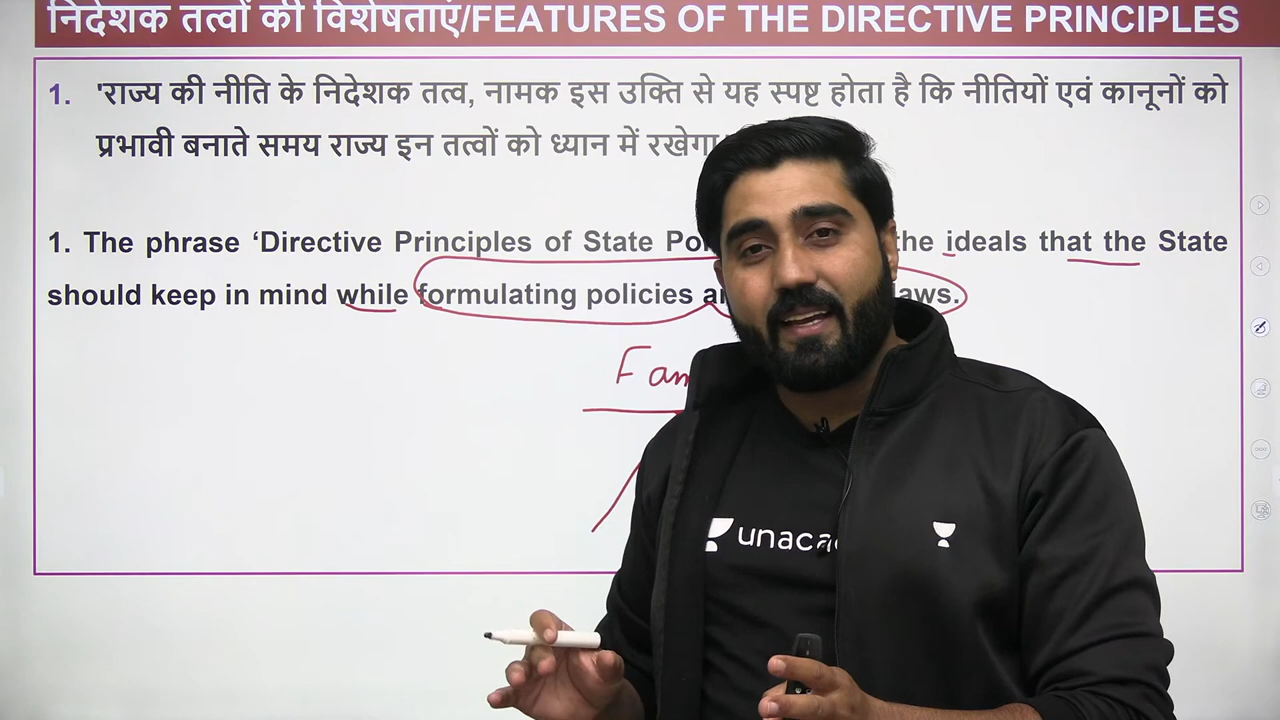 निदेशक तत्वों की विशेषताएं/FEATURES OF THE DIRECTIVE PRINCIPLES
1. 'राज्य की नीति के निदेशक तत्व, नामक इस उक्ति से यह स्पष्ट होता है कि नीतियों एवं कानूनों को
प्रभावी बनाते समय राज्य इन तत्वों को ध्यान में रखेगा
1. The phrase ‘Directive Principles of State the ideals that the State
should keep in mind while formulating policies laws.